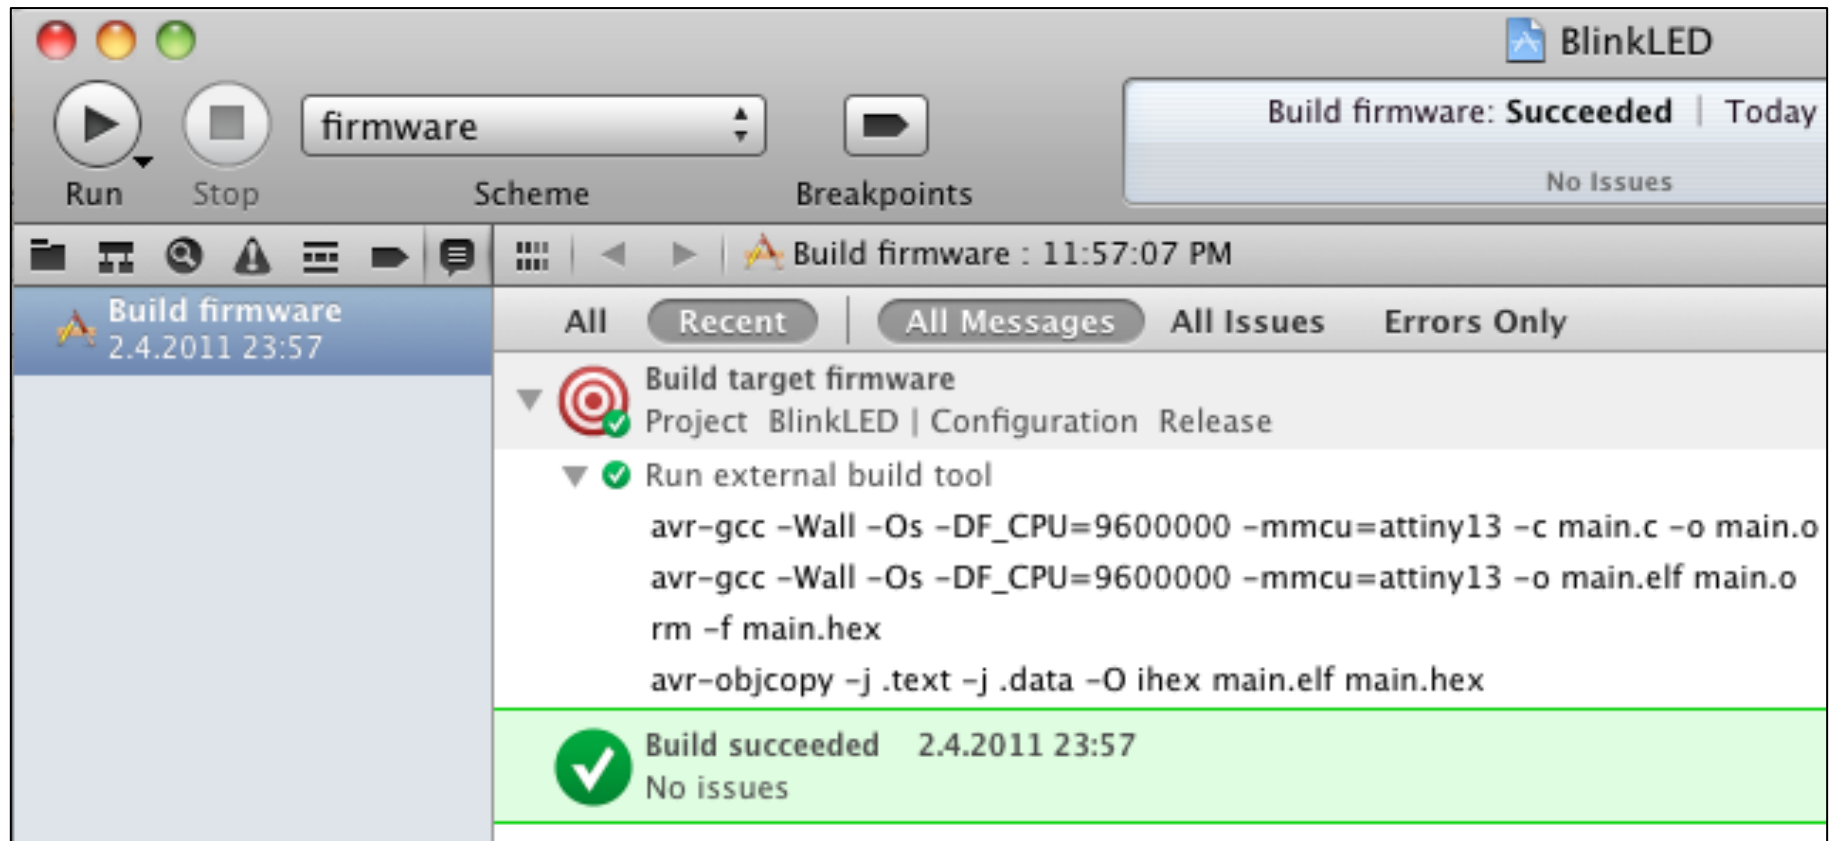 BlinkLED
firmware
Build firmware: Succeeded | Today
No Issues
Run Stop Scheme Breakpoints
Build firmware : 11:57:07 PM
Build firmware
2.4.2011 23:57
All Recent All Messages All Issues Errors Only
Build target firmware
Project BlinkLED | Configuration Release
Run external build tool
avr-gcc -Wall -Os -DF_CPU=9600000 -mmcu=attiny13 -c main.c -o main.o
avr-gcc -Wall -Os -DF_CPU=9600000 -mmcu=attiny13 -o main.elf main.o
rm -f main.hex
avr-objcopy -j .text -j .data -O ihex main.elf main.hex
Build succeeded 2.4.2011 23:57
No issues